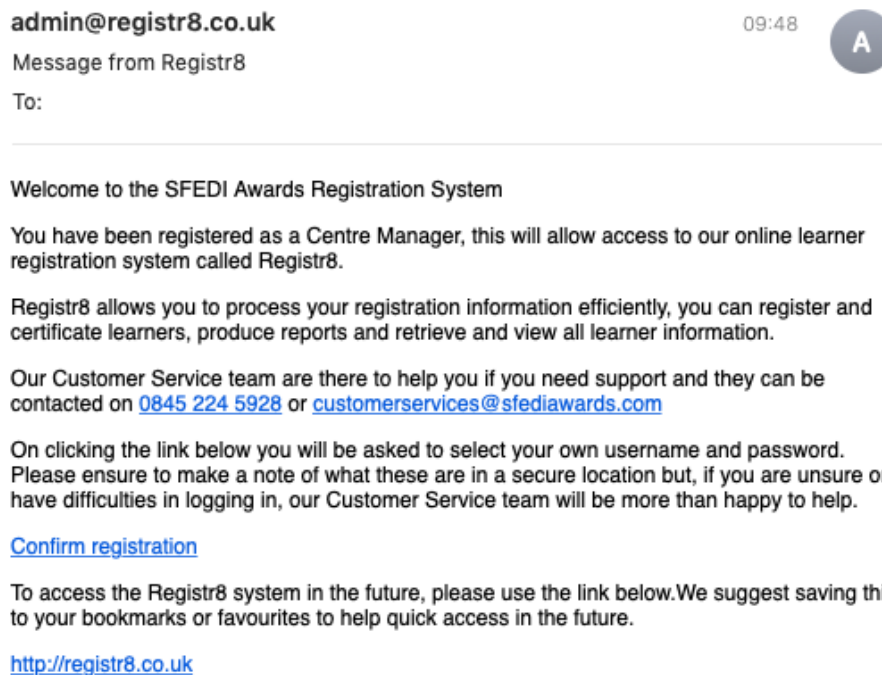 admin@registr8.co.uk
09:48
A
Message from Registr8
To:
Welcome to the SFEDI Awards Registration System
You have been registered as a Centre Manager, this will allow access to our online learner
registration system called Registr8.
Registr8 allows you to process your registration information efficiently, you can register and
certificate learners, produce reports and retrieve and view all learner information.
Our Customer Service team are there to help you if you need support and they can be
contacted on 0845 224 5928 or customerservices@sfediawards.com
On clicking the link below you will be asked to select your own username and password.
Please ensure to make a note of what these are in a secure location but, if you are unsure o
have difficulties in logging in, our Customer Service team will be more than happy to help.
Confirm registration
To access the Registr8 system in the future, please use the link below.We suggest saving th
to your bookmarks or favourites to help quick access in the future.
http://registr8.co.uk